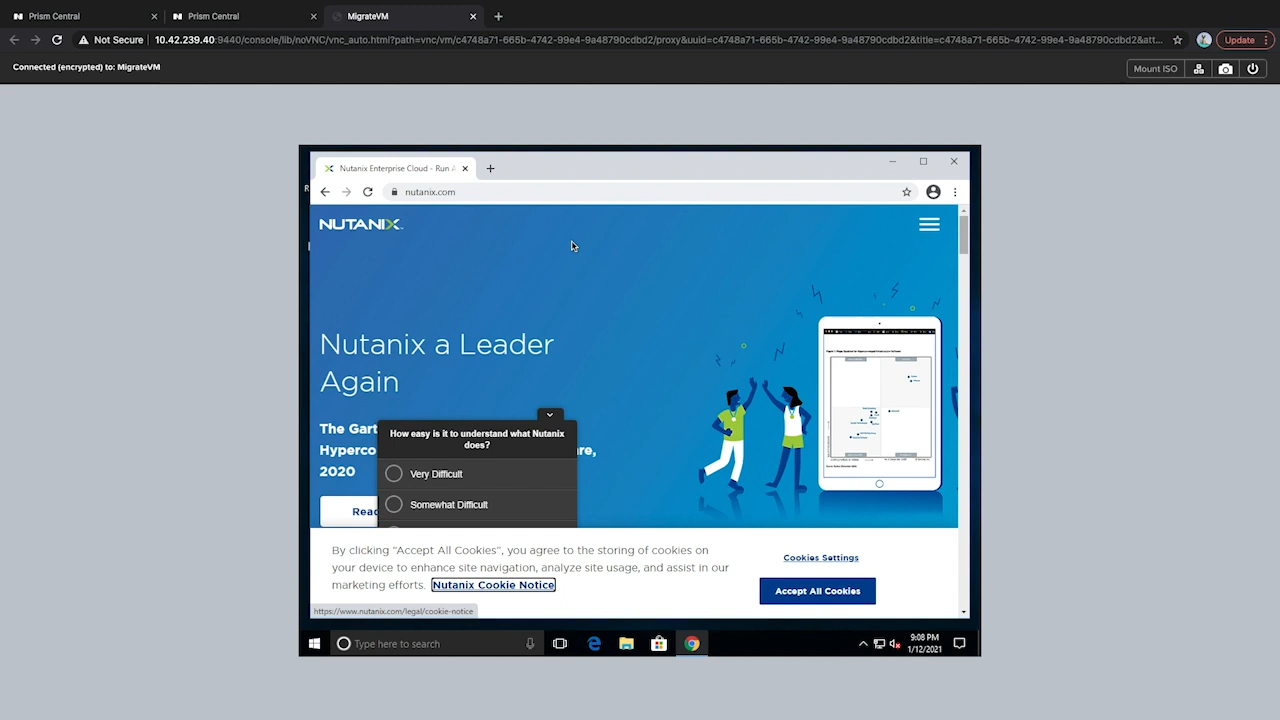 Prism Central
Prism Central
MigrateVM
Not Secure
10.42.239.40:9440/console/lib/noVNC/vnc_auto.html?path=vnc/vm/c4748a71-665b-4742-99e4-9a48790cdbd2/proxy&uuid=c4748a71-665b-4742-99e4-9a48790cdbd2&title=c4748a71-665b-4742-99e4-9a48790cdbd2&att...
Update
Connected (encrypted) to: MigrateVM
Mount ISO
Nutanix Enterprise Cloud - Run A
nutanix.com
NUTANIX
Nutanix a Leader
Again
The Gart
Hyperco
re,
2020
Read
How easy is it to understand what Nutanix
does?
Very Difficult
Somewhat Difficult
By clicking "Accept All Cookies", you agree to the storing of cookies on
your device to enhance site navigation, analyze site usage, and assist in our
marketing efforts. Nutanix Cookie Notice
Cookies Settings
Accept All Cookies
https://www.nutanix.com/legal/cookie-notice
Type here to search
9:08 PM
1/12/2021